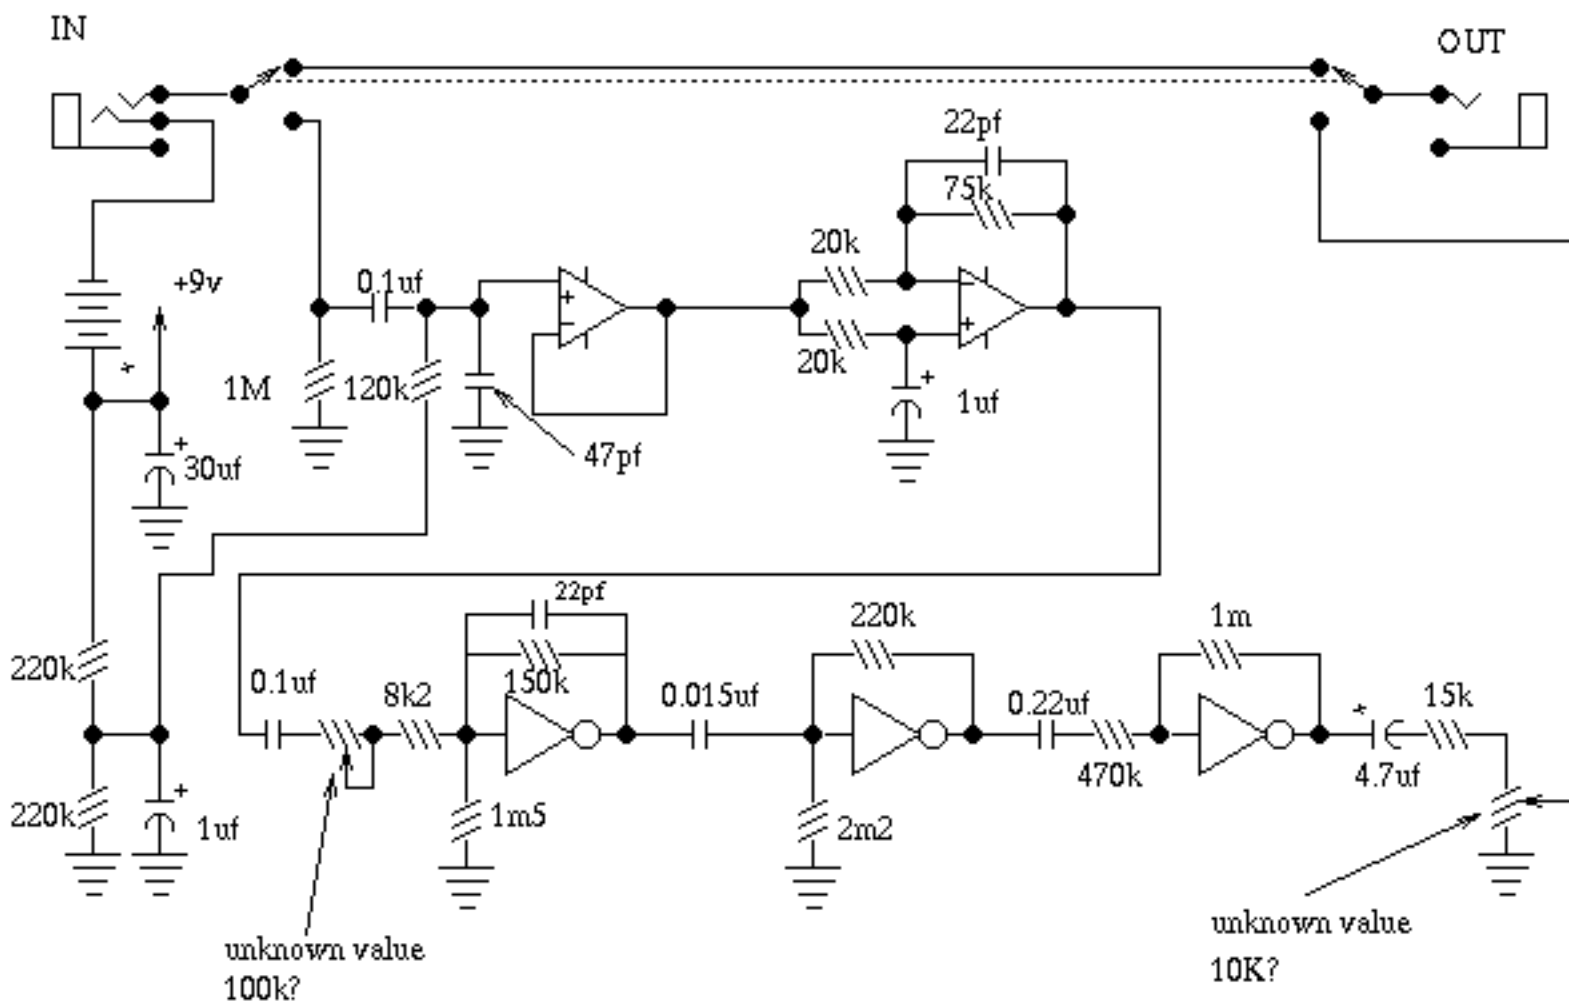 IN
OUT
22pf
75k
20k
+9v
0.1uf
+
-
-
+
20k
1M
120k
+
1uf
+
30uf
47pf
22pf
220k
1m
220k
0.1uf
8k2
150k
0.015uf
0.22uf
15k
470k
4.7uf
220k
+
1uf
1m5
2m2
unknown value
100k?
unknown value
10K?